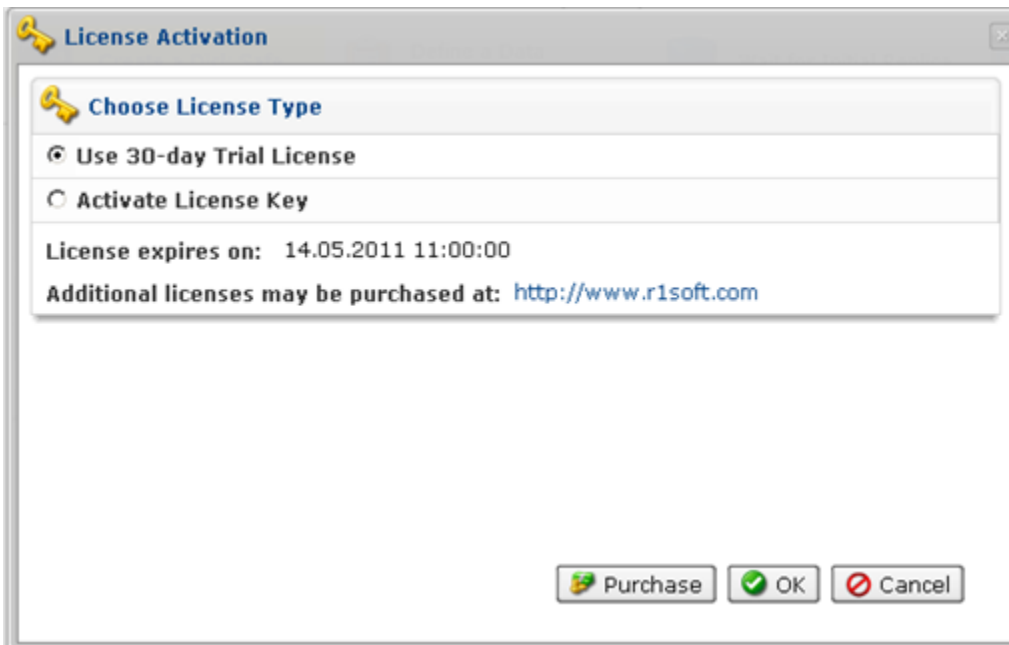 License Activation
Choose License Type
Use 30-day Trial License
Activate License Key
License expires on: 14.05.2011 11:00:00
Additional licenses may be purchased at: http://www.r1soft.com
Purchase OK Cancel